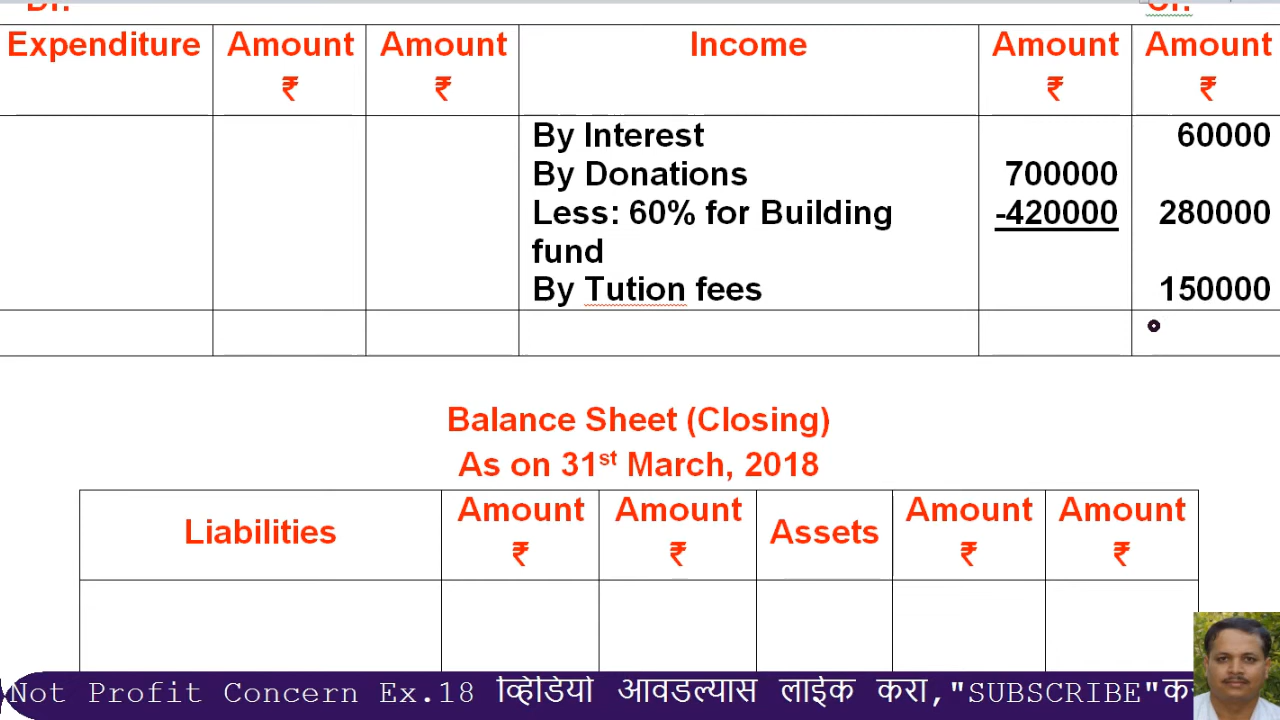 Dr. Cr.
Expenditure Amount ₹ Amount ₹ Income Amount ₹ Amount ₹
By Interest 60000
By Donations 700000
Less: 60% for Building -420000 280000
fund
By Tution fees 150000
Balance Sheet (Closing)
As on 31st March, 2018
Liabilities Amount ₹ Amount ₹ Assets Amount ₹ Amount ₹
Not Profit Concern Ex.18 व्हिडियो आवडल्यास लाईक करा,"SUBSCRIBE"क